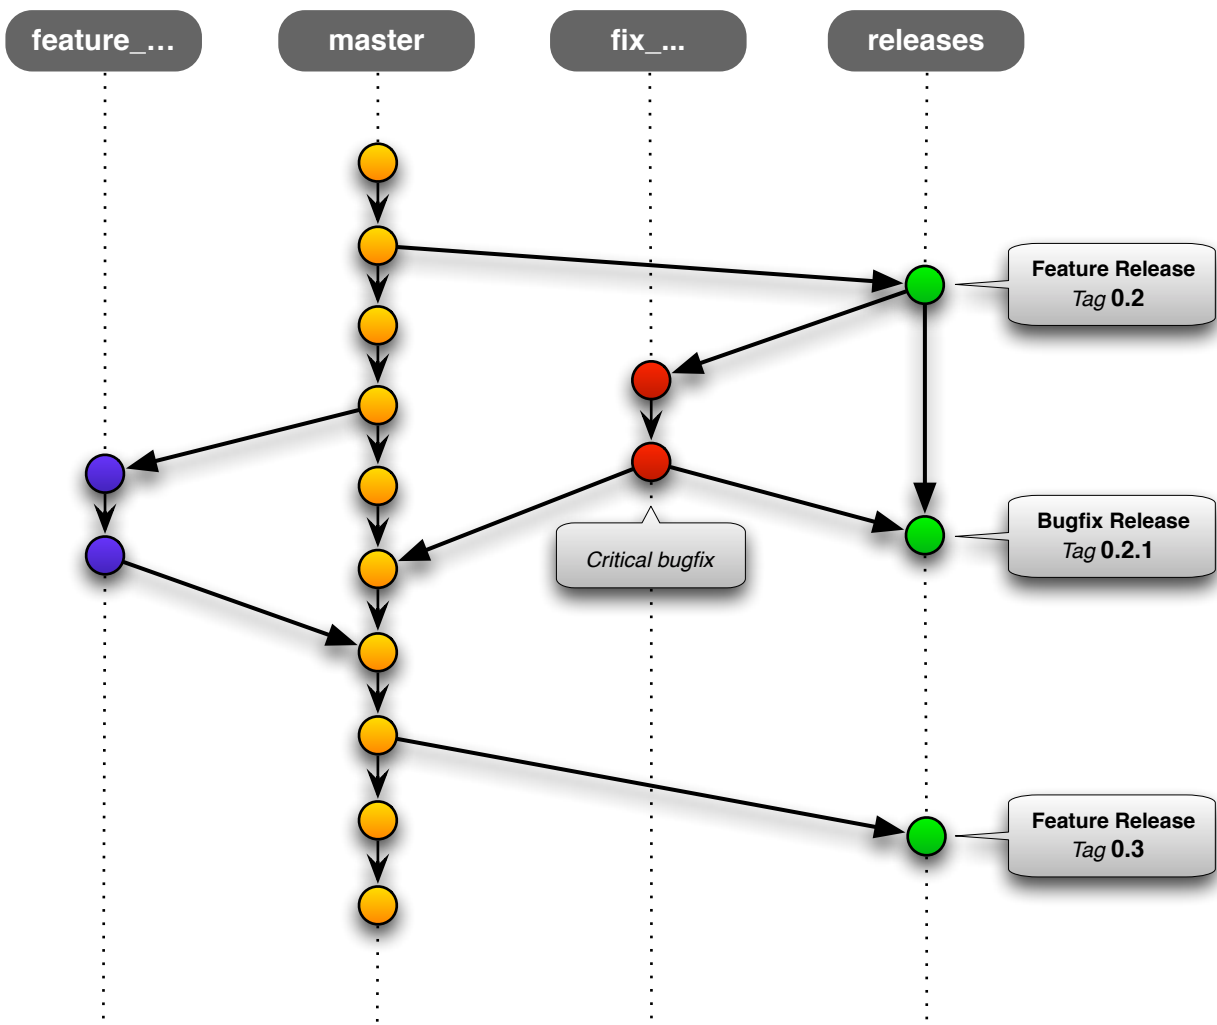 feature_...
master
fix_...
releases
Feature Release
Tag 0.2
Bugfix Release
Tag 0.2.1
Critical bugfix
Feature Release
Tag 0.3